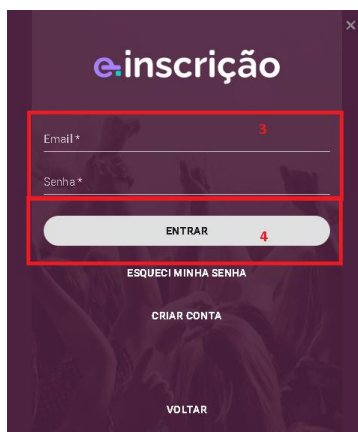 ×
e-inscrição
3
Email *
Senha *
ENTRAR
4
ESQUECI MINHA SENHA
CRIAR CONTA
VOLTAR